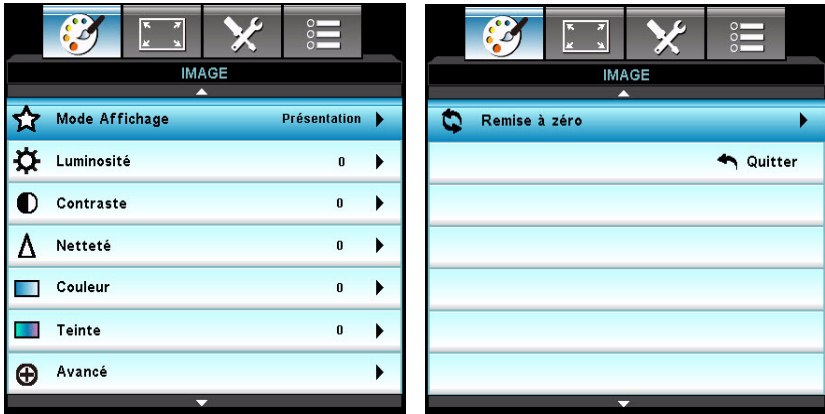 IMAGE
Mode Affichage Présentation
Luminosité 0
Contraste 0
Netteté 0
Couleur 0
Teinte 0
Avancé
IMAGE
Remise à zéro
Quitter